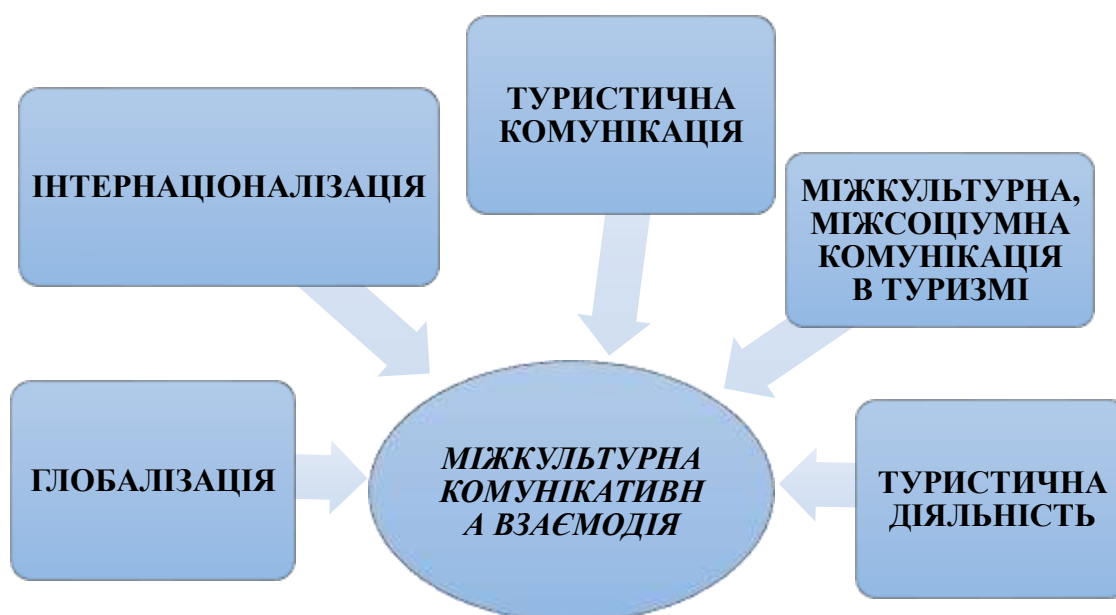 ТУРИСТИЧНА
КОМУНІКАЦІЯ
ІНТЕРНАЦІОНАЛІЗАЦІЯ
МІЖКУЛЬТУРНА,
МІЖСОЦІУМНА
КОМУНІКАЦІЯ
В ТУРИЗМІ
ГЛОБАЛІЗАЦІЯ
МІЖКУЛЬТУРНА
КОМУНІКАТИВН
А ВЗАЄМОДІЯ
ТУРИСТИЧНА
ДІЯЛЬНІСТЬ